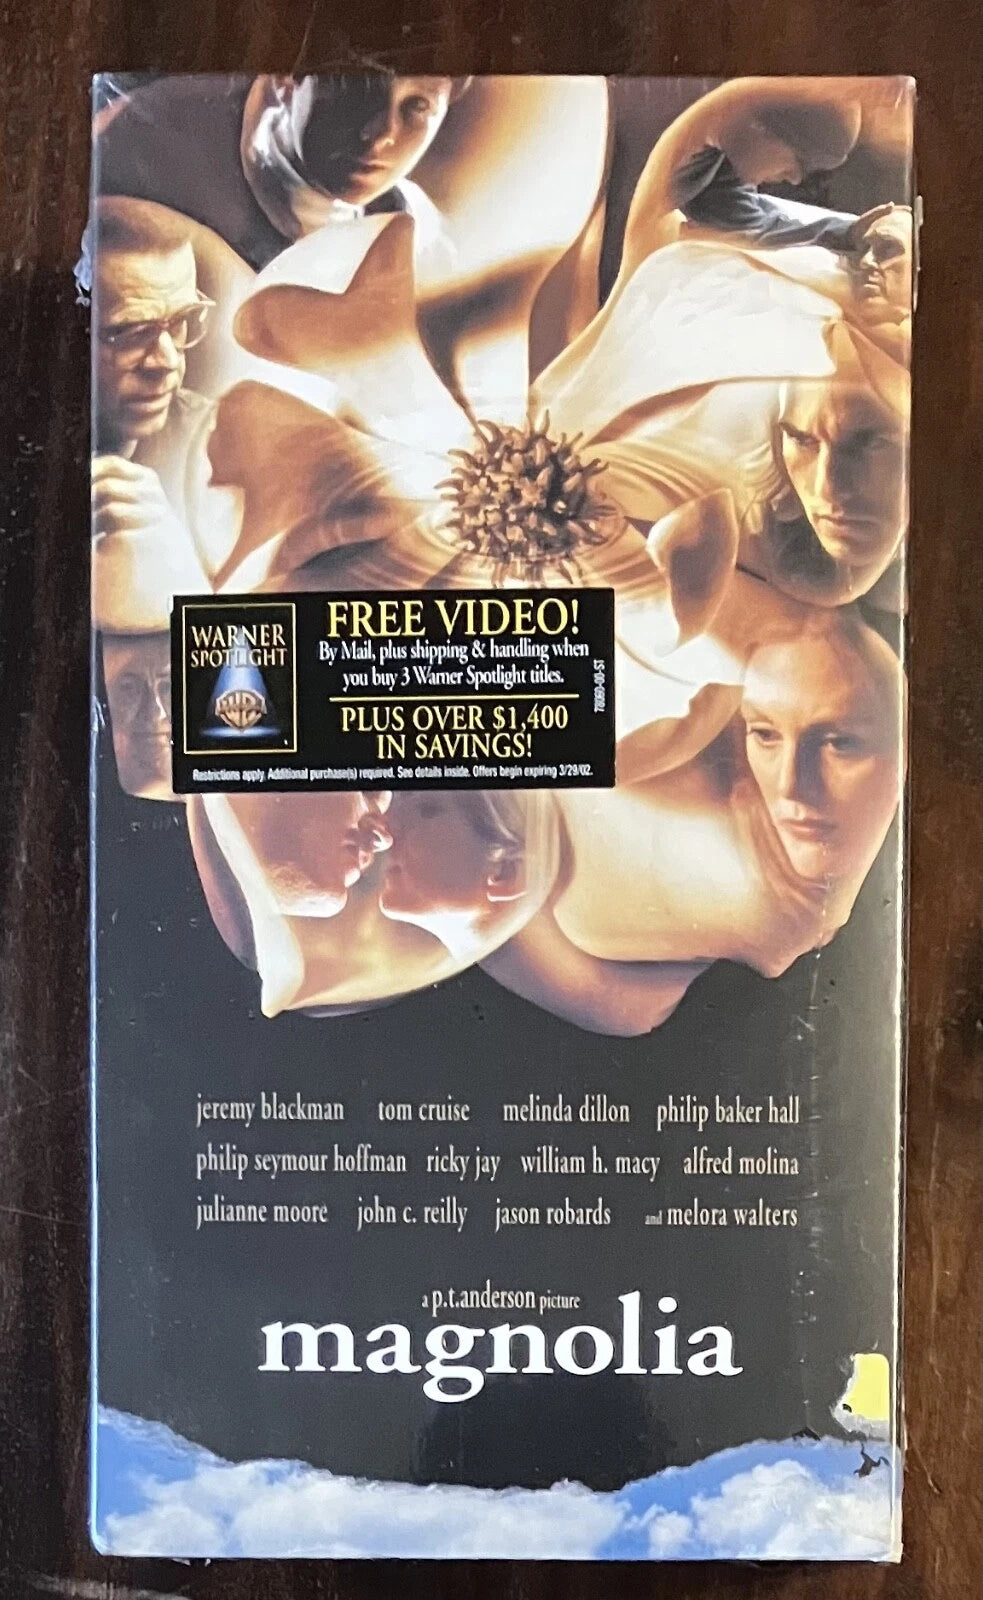 WARNER
SPOTLIGHT
FREE VIDEO!
By Mail, plus shipping & handling when
you buy 3 Warner Spotlight titles.
PLUS OVER $1,400
IN SAVINGS!
Restrictions apply. Additional purchase(s) required. See details inside. Offers begin expiring 3/29/02.
jeremy blackman tom cruise melinda dillon philip baker hall
philip seymour hoffman ricky jay william h. macy alfred molina
julianne moore john c. reilly jason robards and melora walters
a p.t.anderson picture
magnolia